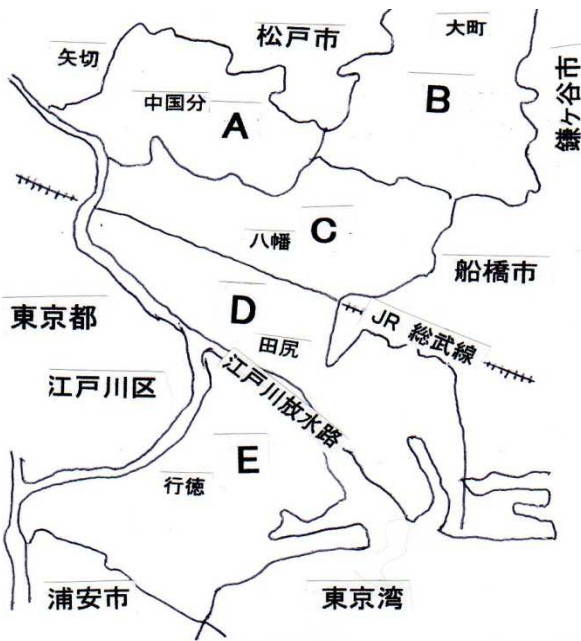 松戸市
大町
矢切
鎌ヶ谷市
中国分
A
B
八幡
C
船橋市
東京都
D
JR 総武線
田尻
江戸川区
江戸川放水路
E
行徳
浦安市
東京湾